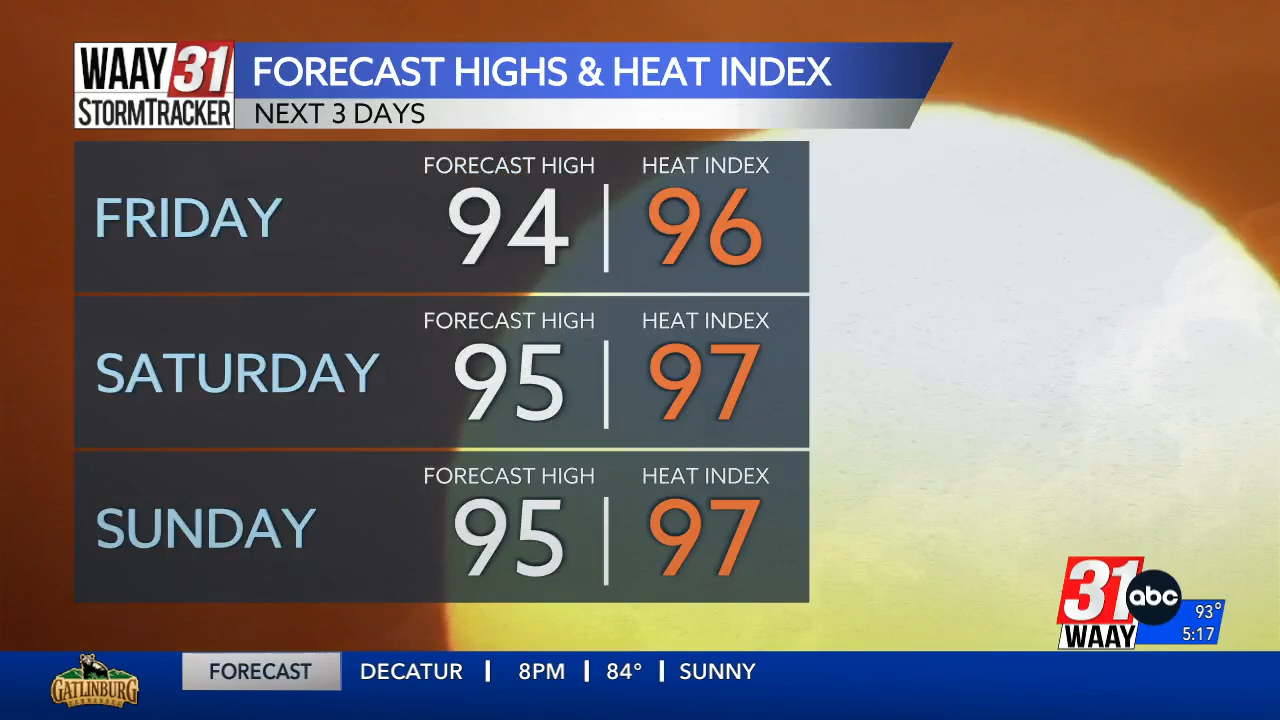 WAAY 31
STORMTRACKER
FORECAST HIGHS & HEAT INDEX
NEXT 3 DAYS
FORECAST HIGH HEAT INDEX
FRIDAY 94 96
FORECAST HIGH HEAT INDEX
SATURDAY 95 97
FORECAST HIGH HEAT INDEX
SUNDAY 95 97
31 abc
WAAY
93°
5:17
GATLINBURG
TENNESSEE
FORECAST DECATUR | 8PM | 84° | SUNNY